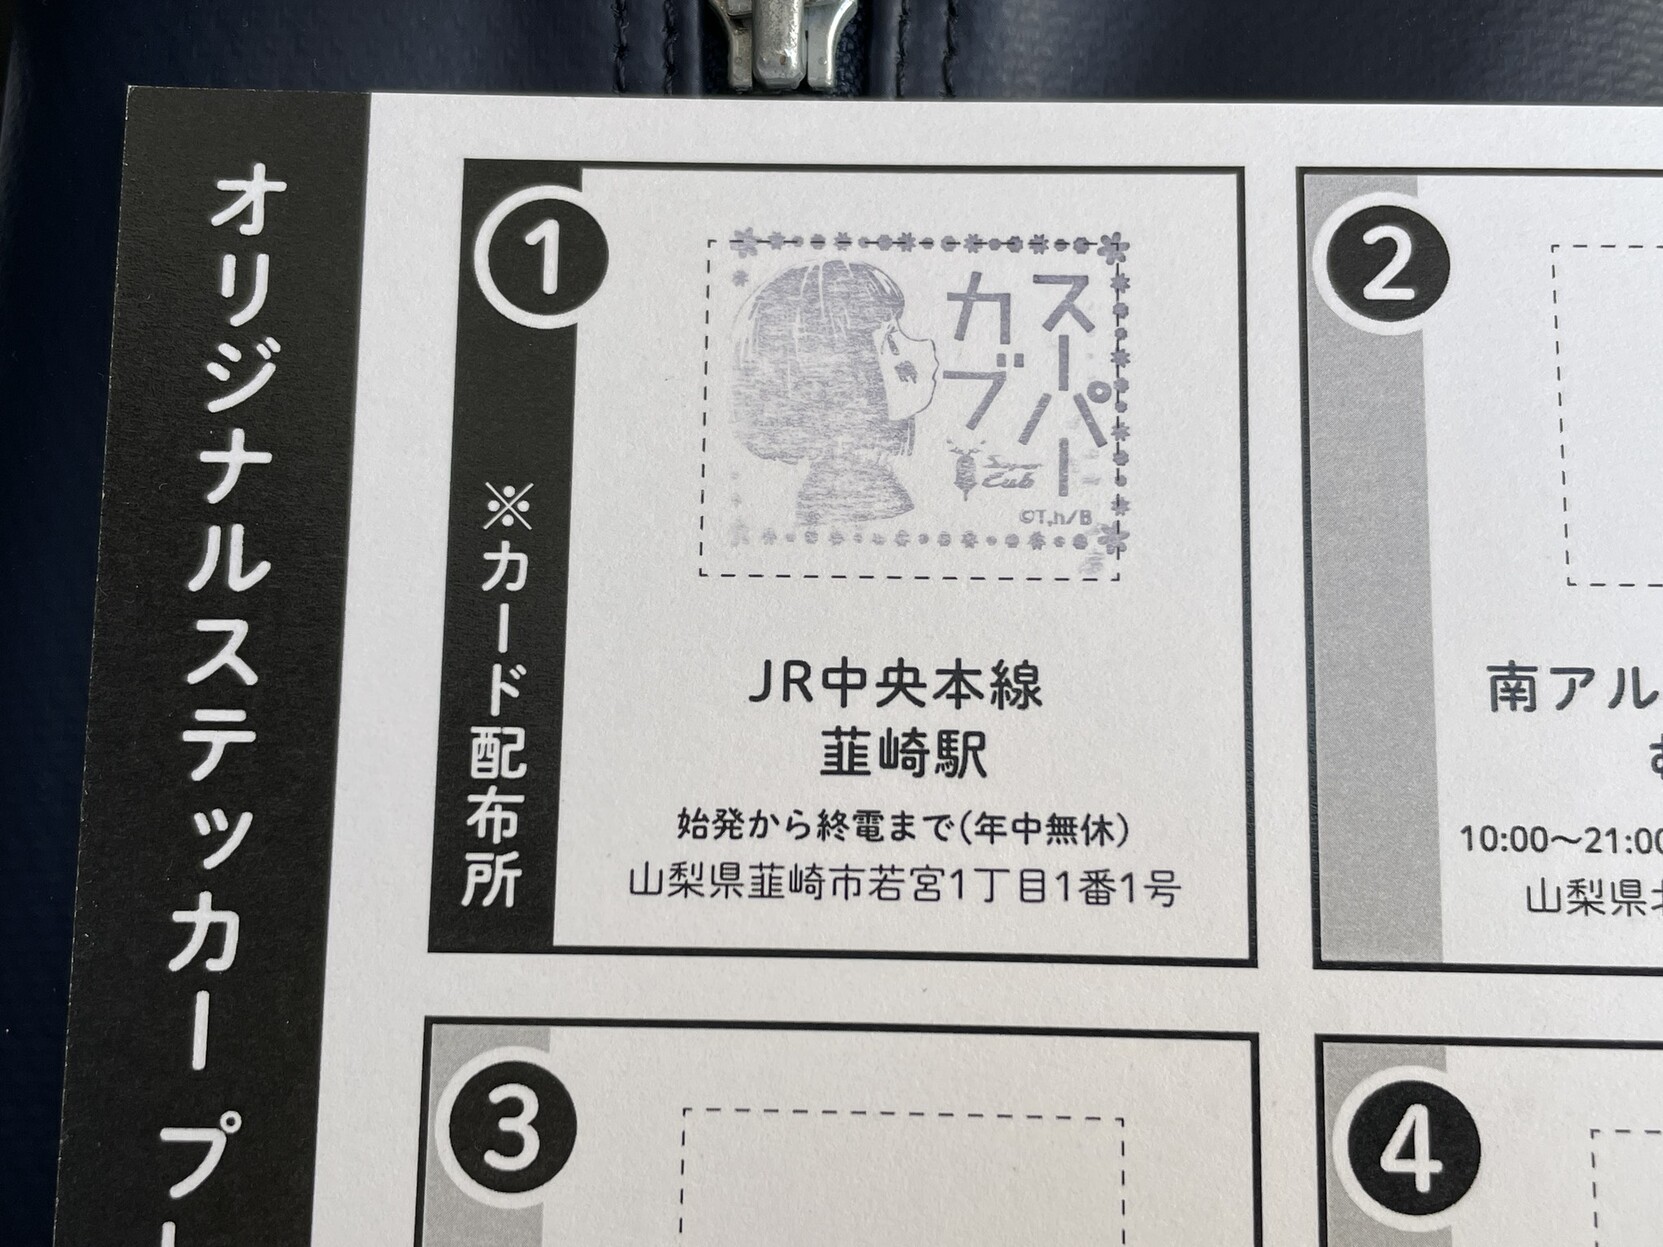 オリジナルステッカープ
1
※カード配布所
スーパー
カブ
Super
Cub
©T,h/B
JR中央本線
韮崎駅
始発から終電まで(年中無休)
山梨県韮崎市若宮1丁目1番1号
2
南アル
10:00～21:00
山梨県北
3
4